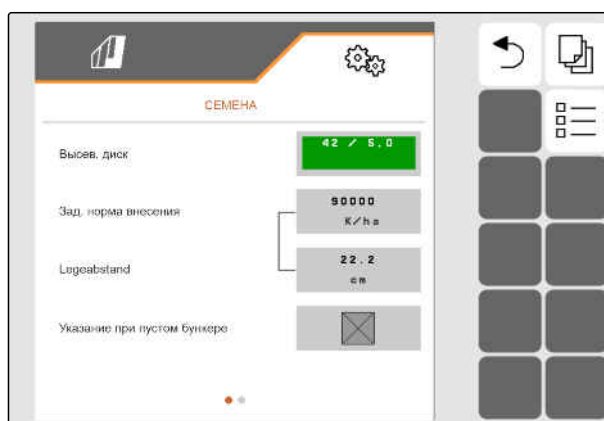 СЕМЕНА
Высев. диск
42 / 5,0
Зад. норма внесения
90000
K/ha
Legeabstand
22.2
cm
Указание при пустом бункере